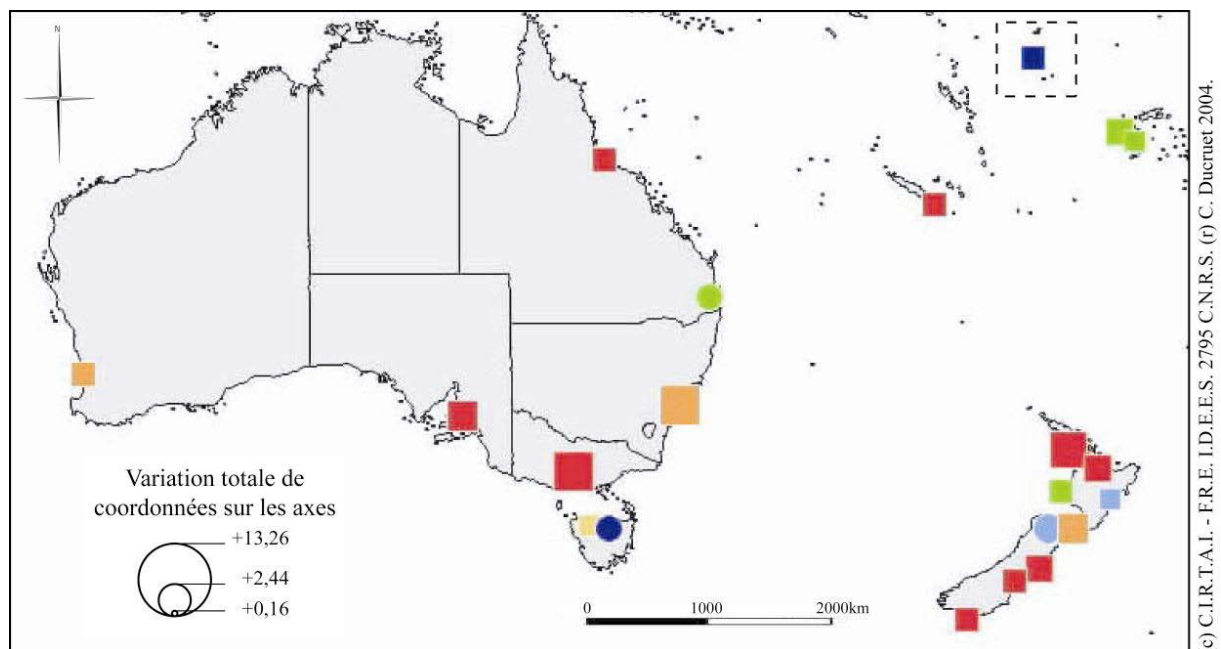 N
Variation totale de
coordonnées sur les axes
+13,26
+2,44
+0,16
0 1000 2000km
c) C.I.R.T.A.I. - F.R.E. I.D.E.E.S. 2795 C.N.R.S. (r) C. Ducruet 2004.